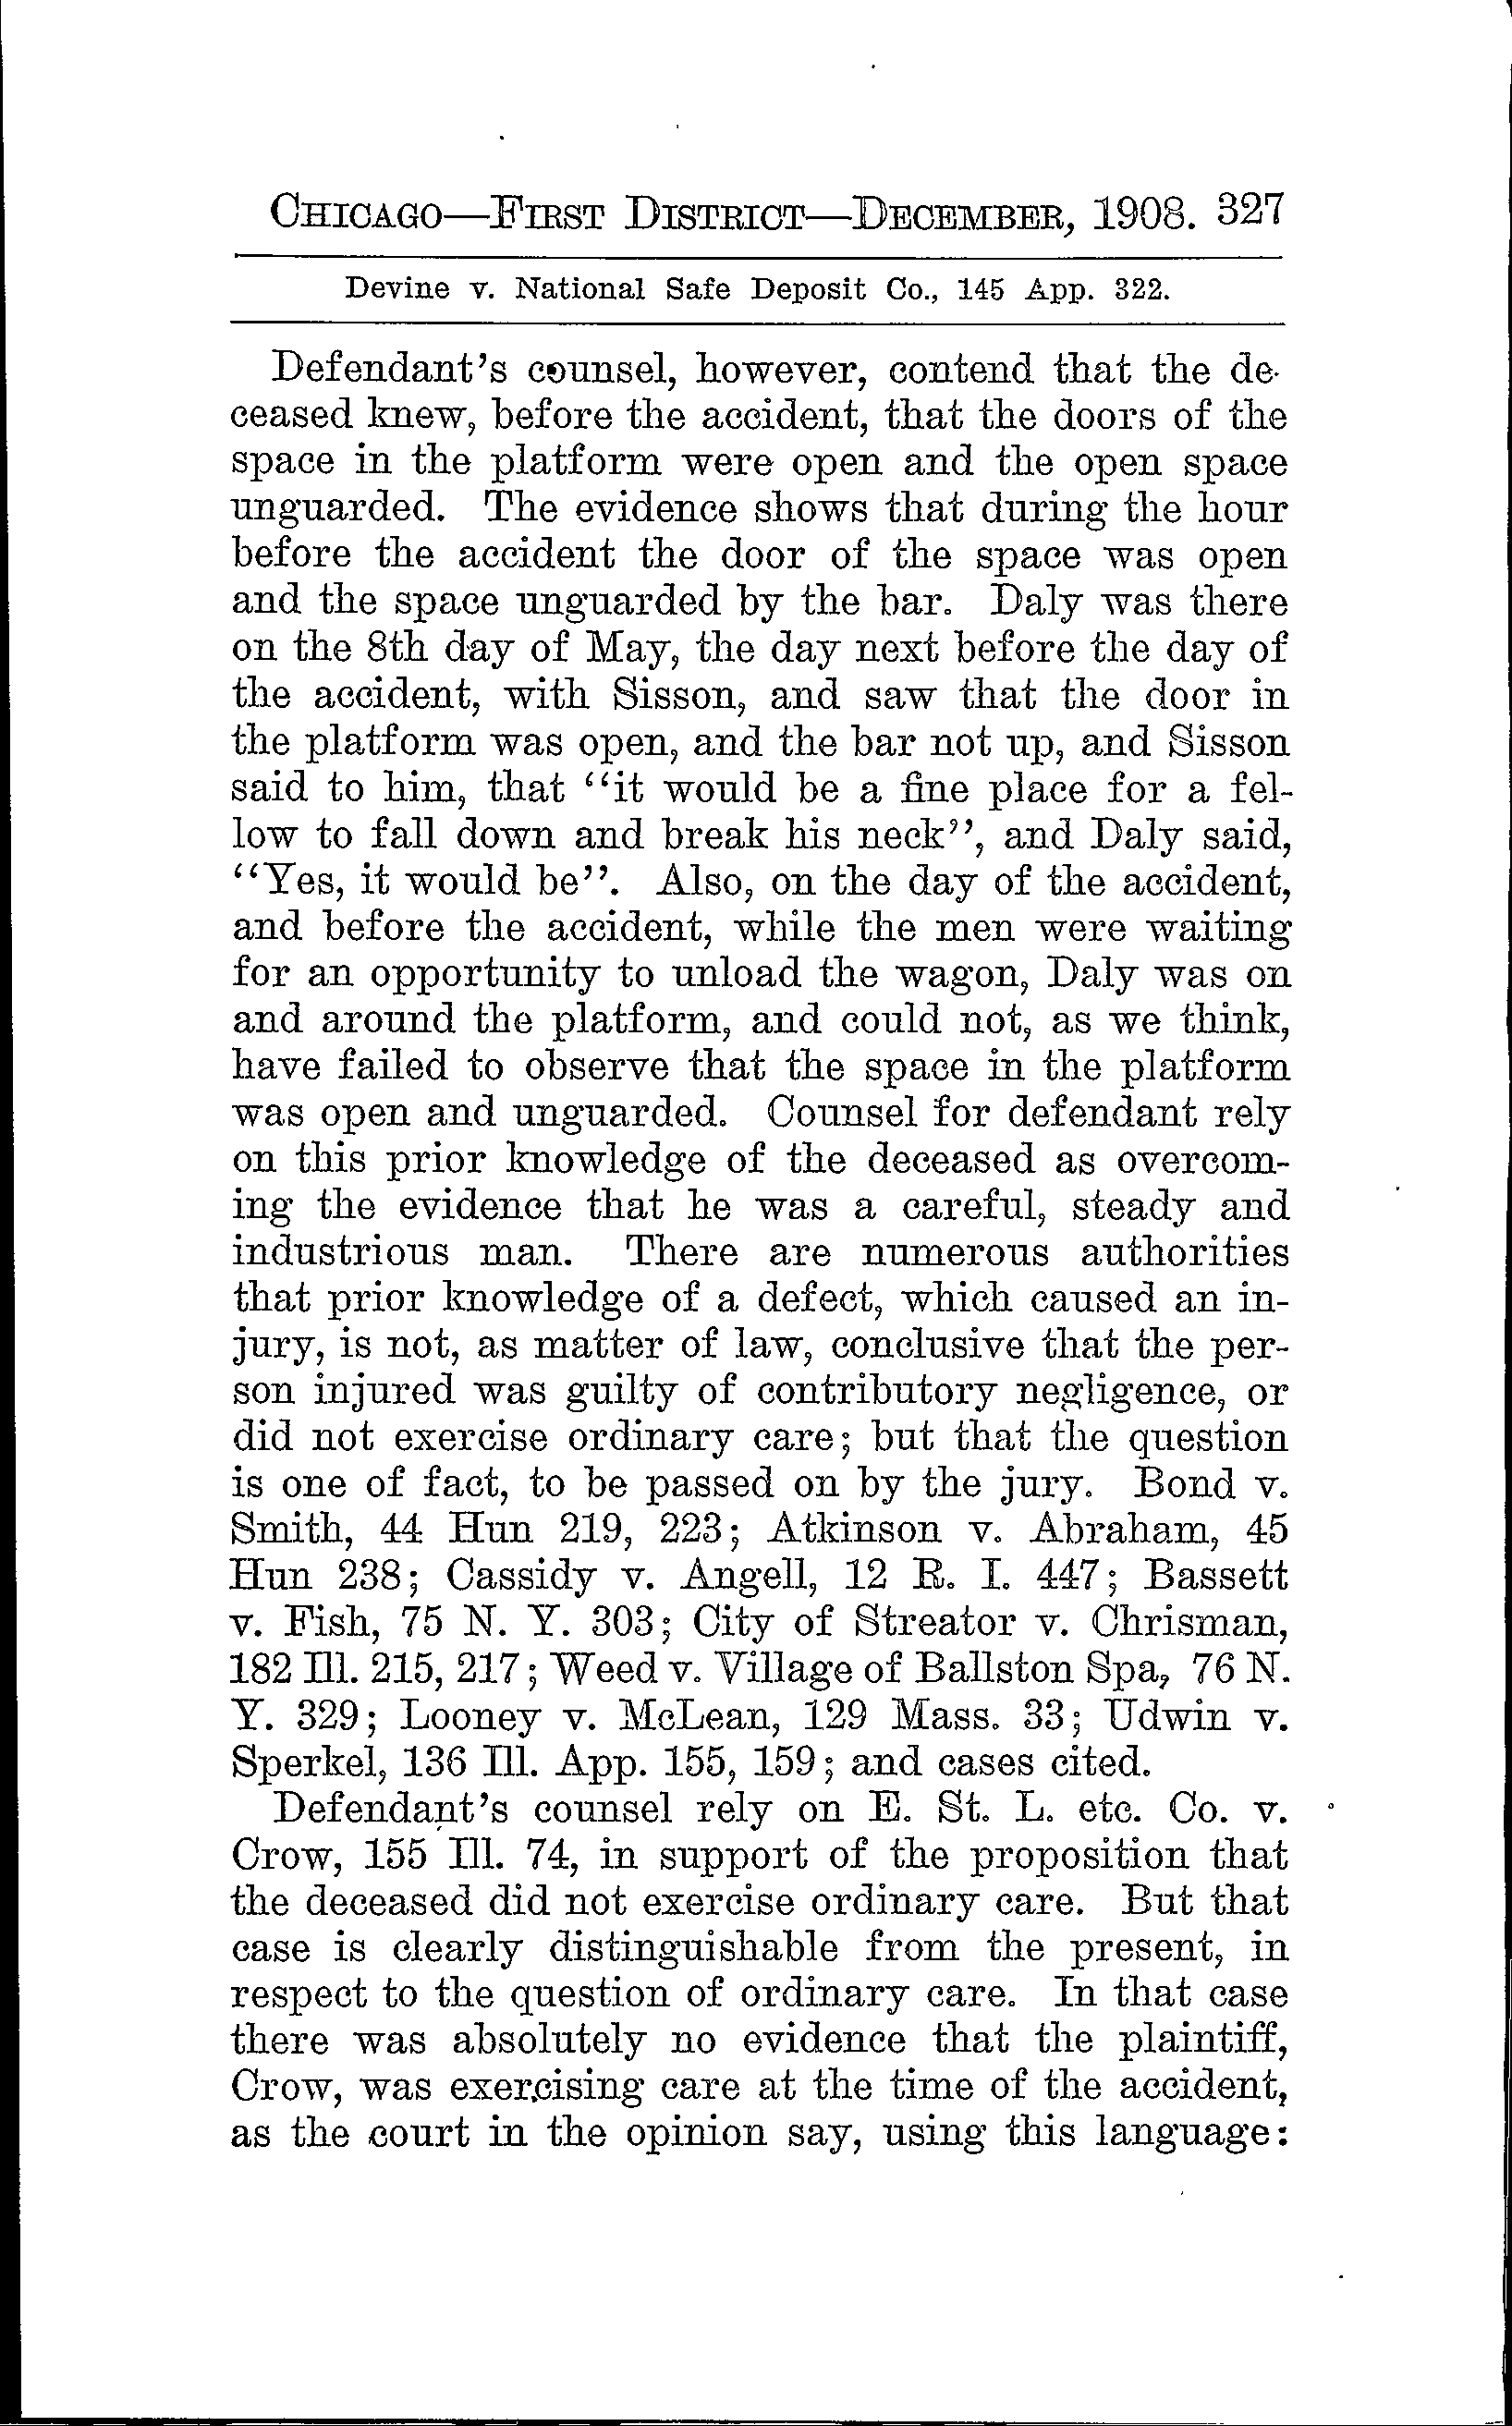 CHICAGO—FIRST DISTRICT—DECEMBER, 1908. 327
Devine v. National Safe Deposit Co., 145 App. 322.
Defendant's counsel, however, contend that the de-
ceased knew, before the accident, that the doors of the
space in the platform were open and the open space
unguarded. The evidence shows that during the hour
before the accident the door of the space was open
and the space unguarded by the bar. Daly was there
on the 8th day of May, the day next before the day of
the accident, with Sisson, and saw that the door in
the platform was open, and the bar not up, and Sisson
said to him, that "it would be a fine place for a fel-
low to fall down and break his neck", and Daly said,
"Yes, it would be". Also, on the day of the accident,
and before the accident, while the men were waiting
for an opportunity to unload the wagon, Daly was on
and around the platform, and could not, as we think,
have failed to observe that the space in the platform
was open and unguarded. Counsel for defendant rely
on this prior knowledge of the deceased as overcom-
ing the evidence that he was a careful, steady and
industrious man. There are numerous authorities
that prior knowledge of a defect, which caused an in-
jury, is not, as matter of law, conclusive that the per-
son injured was guilty of contributory negligence, or
did not exercise ordinary care; but that the question
is one of fact, to be passed on by the jury. Bond v.
Smith, 44 Hun 219, 223; Atkinson v. Abraham, 45
Hun 238; Cassidy v. Angell, 12 R. I. 447; Bassett
v. Fish, 75 N. Y. 303; City of Streator v. Chrisman,
182 Ill. 215, 217; Weed v. Village of Ballston Spa, 76 N.
Y. 329; Looney v. McLean, 129 Mass. 33; Udwin v.
Sperkel, 136 Ill. App. 155, 159; and cases cited.
Defendant's counsel rely on E. St. L. etc. Co. v.
Crow, 155 Ill. 74, in support of the proposition that
the deceased did not exercise ordinary care. But that
case is clearly distinguishable from the present, in
respect to the question of ordinary care. In that case
there was absolutely no evidence that the plaintiff,
Crow, was exercising care at the time of the accident,
as the court in the opinion say, using this language: